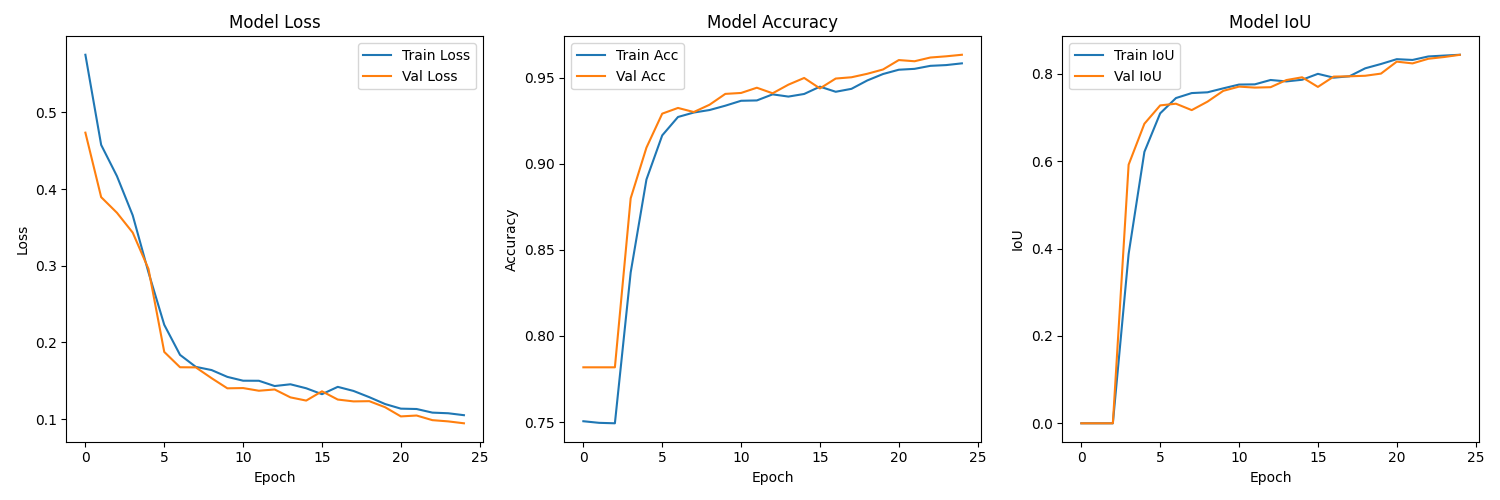 Model Loss
Train Loss
Val Loss
0.5
0.4
0.3
0.2
0.1
Loss
0 5 10 15 20 25
Epoch
Model Accuracy
Train Acc
Val Acc
0.95
0.90
0.85
0.80
0.75
Accuracy
0 5 10 15 20 25
Epoch
Model IoU
Train IoU
Val IoU
0.8
0.6
0.4
0.2
0.0
IoU
0 5 10 15 20 25
Epoch